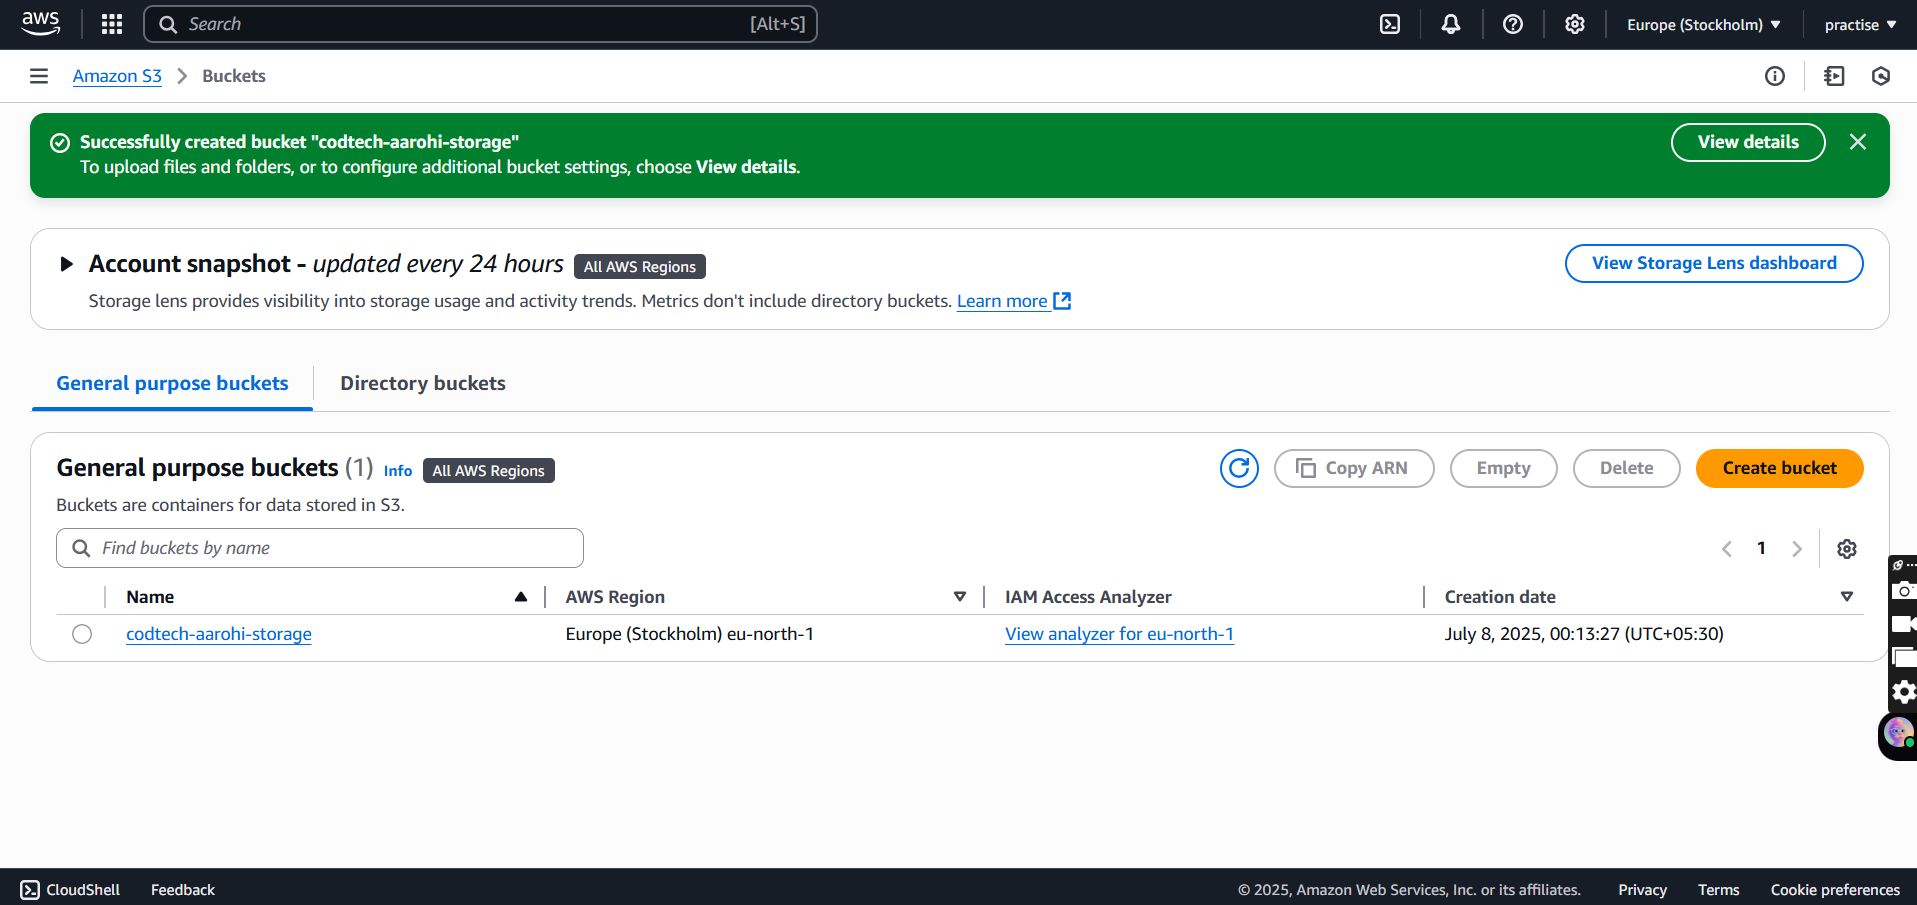 aws
Search [Alt+S]
Europe (Stockholm)
practise
Amazon S3 > Buckets
Successfully created bucket "codtech-aarohi-storage"
To upload files and folders, or to configure additional bucket settings, choose View details.
View details
Account snapshot - updated every 24 hours All AWS Regions
View Storage Lens dashboard
Storage lens provides visibility into storage usage and activity trends. Metrics don't include directory buckets. Learn more
General purpose buckets
Directory buckets
General purpose buckets (1) Info All AWS Regions
Copy ARN
Empty
Delete
Create bucket
Buckets are containers for data stored in S3.
Find buckets by name
1
Name
AWS Region
IAM Access Analyzer
Creation date
codtech-aarohi-storage
Europe (Stockholm) eu-north-1
View analyzer for eu-north-1
July 8, 2025, 00:13:27 (UTC+05:30)
CloudShell
Feedback
© 2025, Amazon Web Services, Inc. or its affiliates.
Privacy
Terms
Cookie preferences